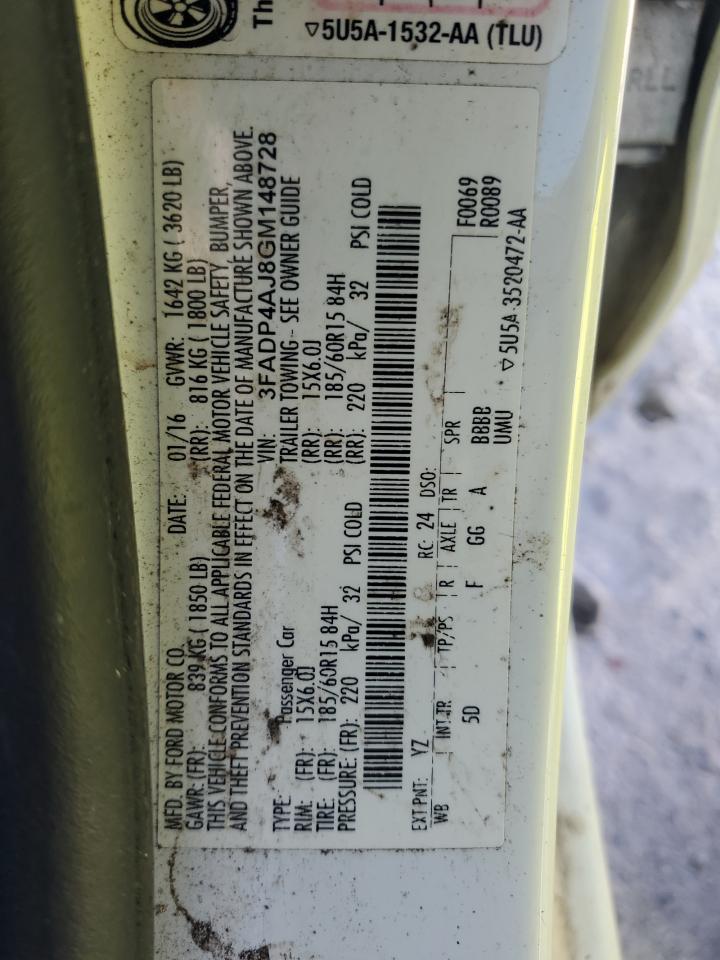 Th
▽5U5A-1532-AA (TLU)
MFD. BY FORD MOTOR CO. DATE: 01/16 GVWR: 1642 KG ( 3620 LB)
GAWR: (FR): 839 KG ( 1850 LB) (RR): 816 KG ( 1800 LB)
THIS VEHICLE CONFORMS TO ALL APPLICABLE FEDERAL MOTOR VEHICLE SAFETY, BUMPER,
AND THEFT PREVENTION STANDARDS IN EFFECT ON THE DATE OF MANUFACTURE SHOWN ABOVE.
VIN: 3FADP4AJ8GM148728
TYPE: Passenger Car TRAILER TOWING - SEE OWNER GUIDE
RIM: (FR): 15X6.0J (RR): 15X6.0J
TIRE: (FR): 185/60R15 84H (RR): 185/60R15 84H
PRESSURE: (FR): 220 kPa/ 32 PSI COLD (RR): 220 kPa/ 32 PSI COLD
EXT PNT: YZ RC: 24 DSO:
WB INT TR TP/PS R AXLE TR SPR
5D F GG A BBBB
UMU
F0069
R0089
▽5U5A-3520472-AA
RLL